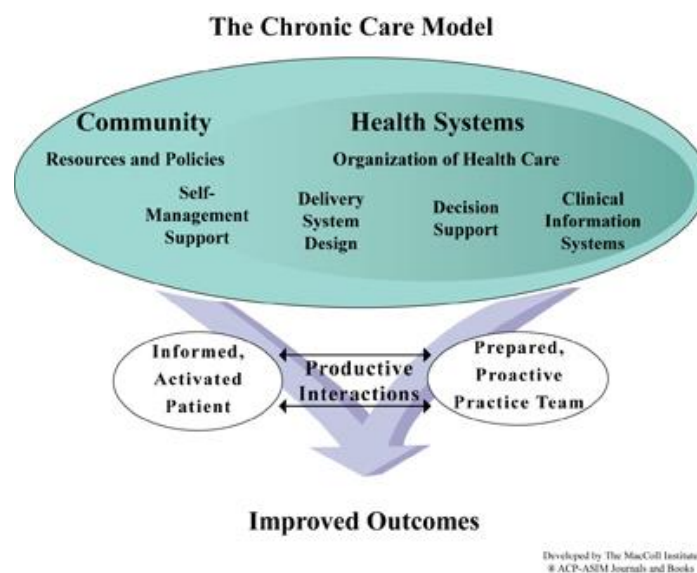 The Chronic Care Model
Community
Health Systems
Resources and Policies
Organization of Health Care
Self-
Management
Support
Delivery
System
Design
Decision
Support
Clinical
Information
Systems
Informed,
Activated
Patient
Productive
Interactions
Prepared,
Proactive
Practice Team
Improved Outcomes
Developed by The MacColl Institute
® ACP-ASIM Journals and Books